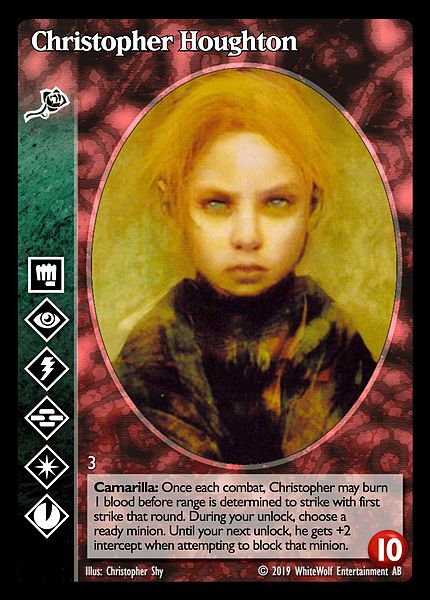 Christopher Houghton
3
Camarilla: Once each combat, Christopher may burn
1 blood before range is determined to strike with first
strike that round. During your unlock, choose a
ready minion. Until your next unlock, he gets +2
intercept when attempting to block that minion.
10
Illus: Christopher Shy
© 2019 WhiteWolf Entertainment AB